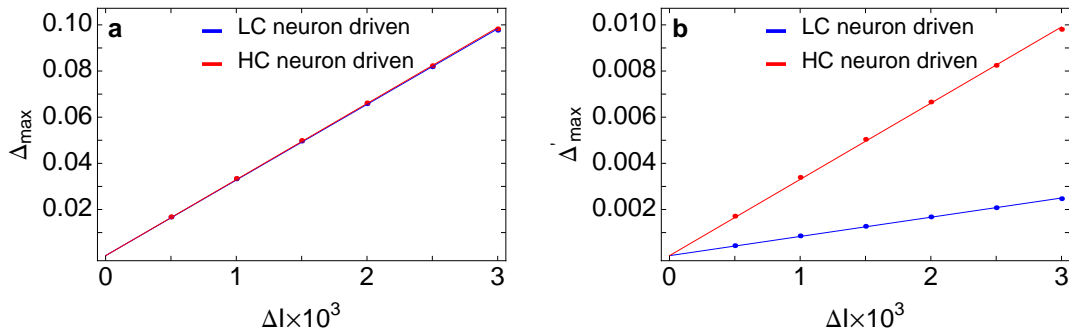 a
LC neuron driven
HC neuron driven
0.10
0.08
0.06
0.04
0.02
Δmax
0 1 2 3
ΔI×10³
b
LC neuron driven
HC neuron driven
0.010
0.008
0.006
0.004
0.002
Δ'max
0 1 2 3
ΔI×10³